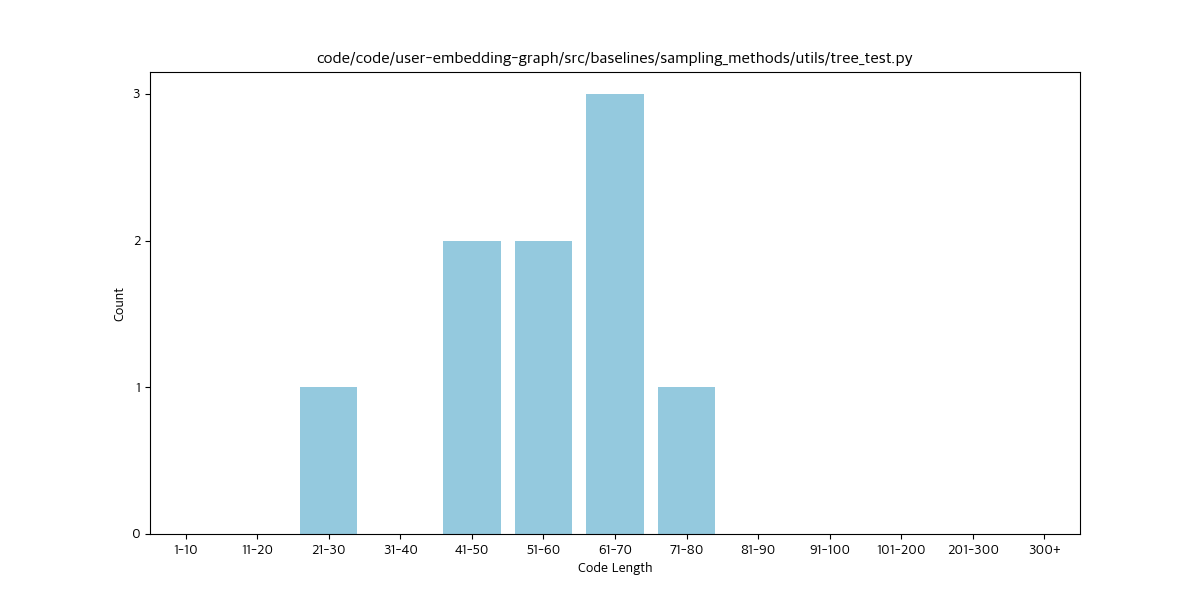 code/code/user-embedding-graph/src/baselines/sampling_methods/utils/tree_test.py
3
2
1
0
Count
1-10 11-20 21-30 31-40 41-50 51-60 61-70 71-80 81-90 91-100 101-200 201-300 300+
Code Length